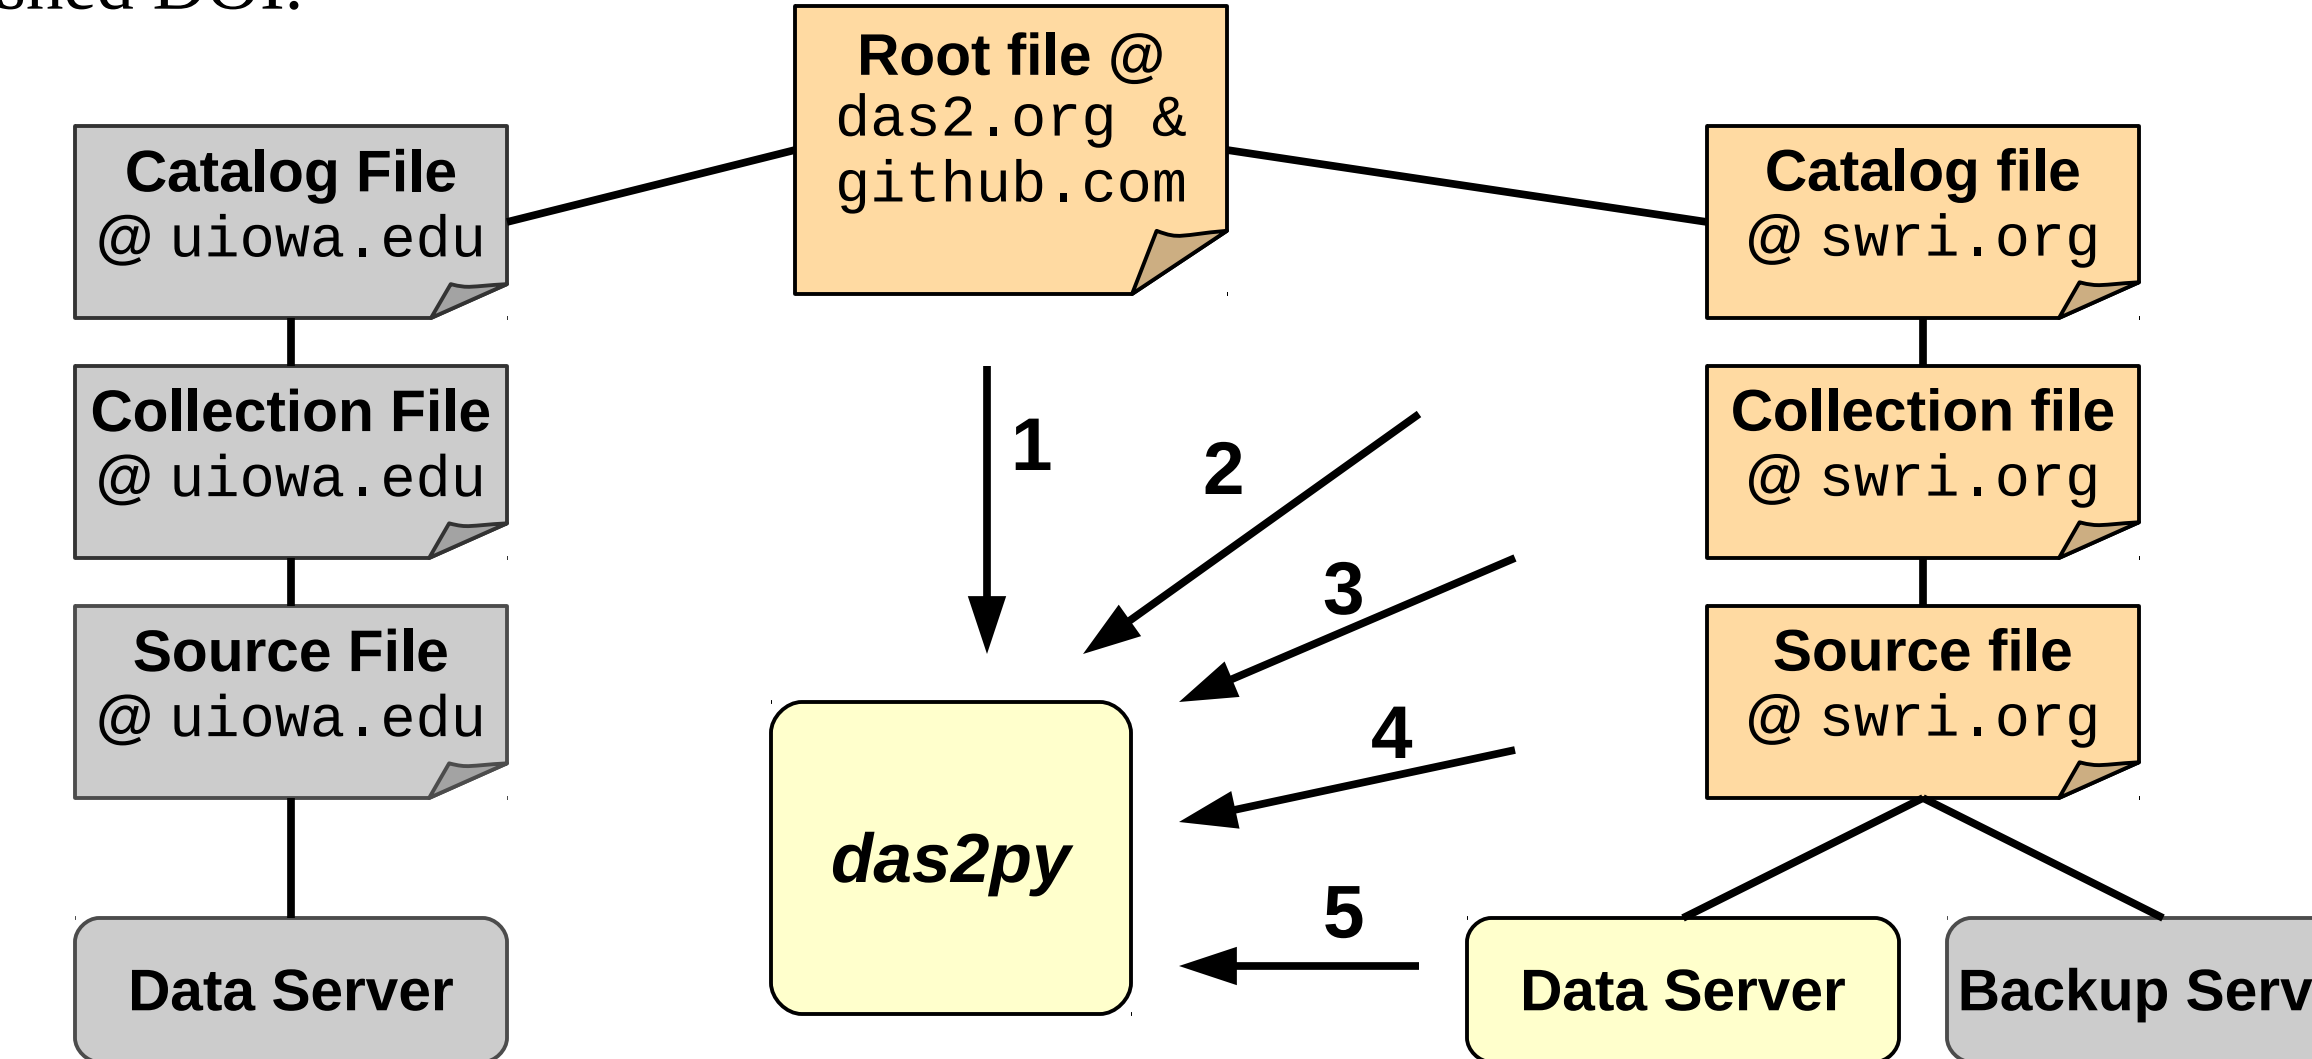 DOI.
Root file @
das2.org &
github.com
Catalog File
@ uiowa.edu
Catalog file
@ swri.org
Collection File
@ uiowa.edu
Collection file
@ swri.org
1
2
3
Source File
@ uiowa.edu
Source file
@ swri.org
4
das2py
5
Data Server
Data Server
Backup